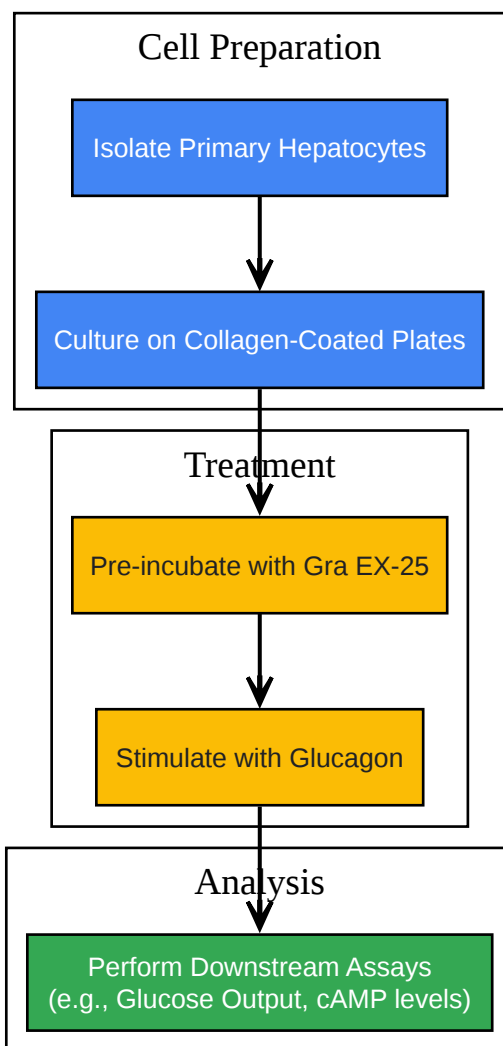 Cell Preparation
Isolate Primary Hepatocytes
Culture on Collagen-Coated Plates
Treatment
Pre-incubate with Gra EX-25
Stimulate with Glucagon
Analysis
Perform Downstream Assays
(e.g., Glucose Output, cAMP levels)